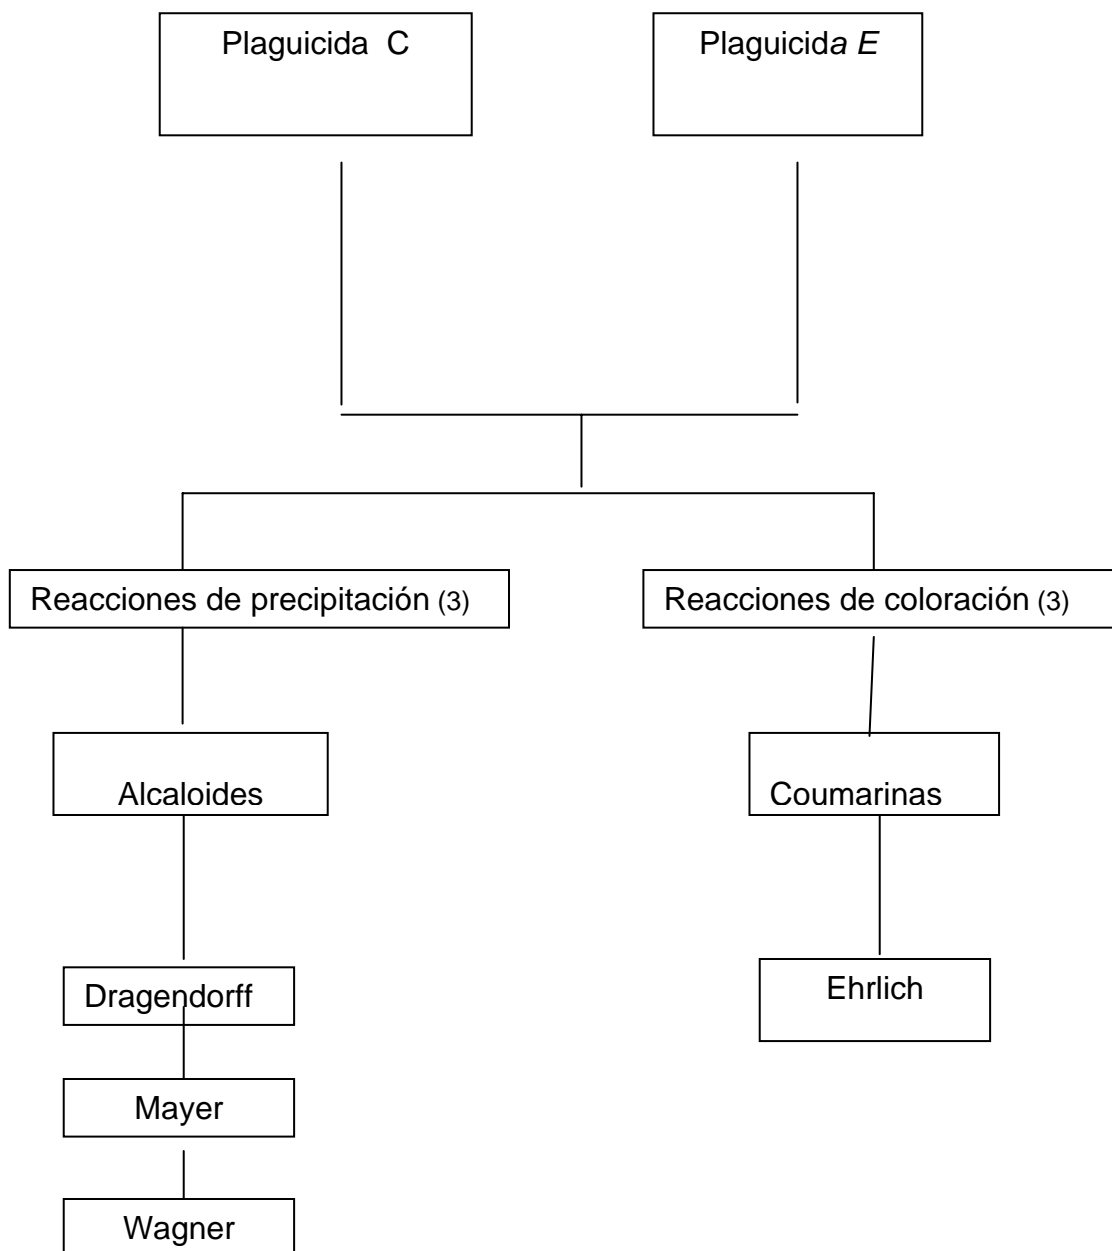 Plaguicida C
Plaguicida E
Reacciones de precipitación (3)
Reacciones de coloración (3)
Alcaloides
Coumarinas
Dragendorff
Ehrlich
Mayer
Wagner